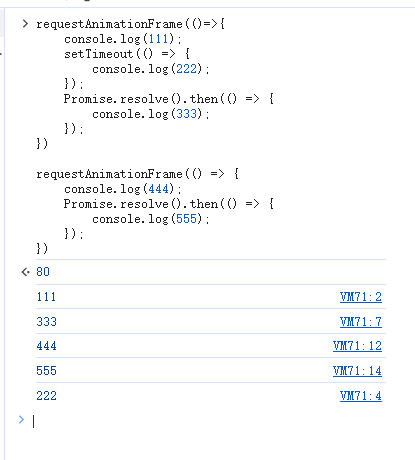 > requestAnimationFrame(()=>{
    console.log(111);
    setTimeout(() => {
        console.log(222);
    });
    Promise.resolve().then(() => {
        console.log(333);
    });
})

requestAnimationFrame(() => {
    console.log(444);
    Promise.resolve().then(() => {
        console.log(555);
    });
})
80
111 VM71:2
333 VM71:7
444 VM71:12
555 VM71:14
222 VM71:4
>